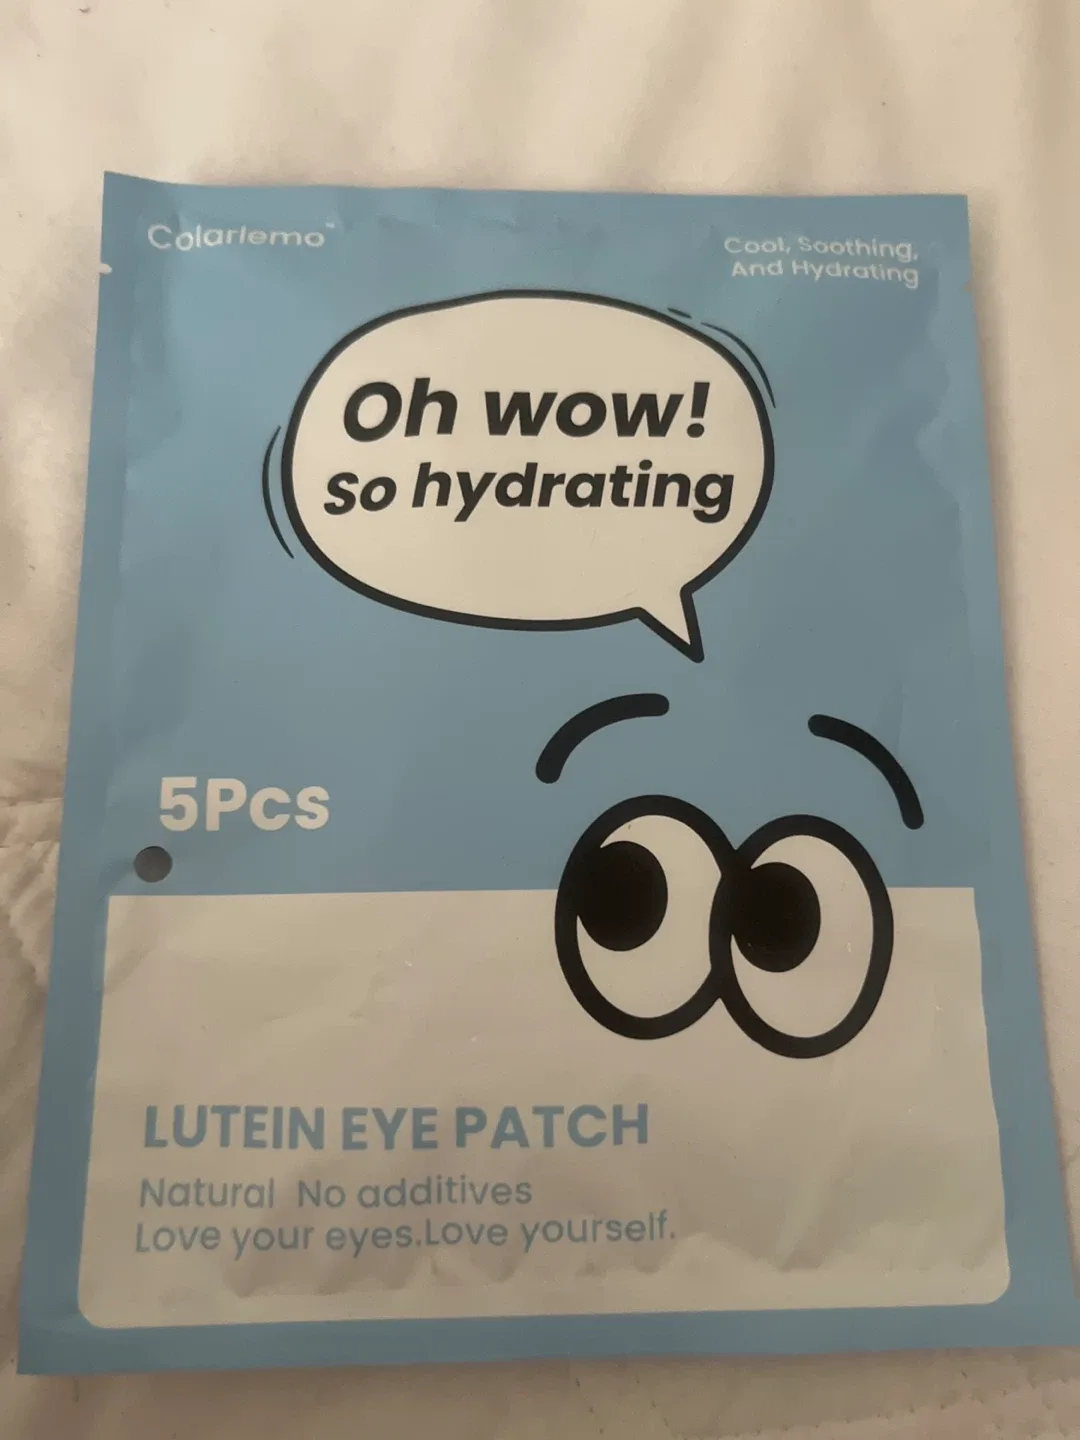 Colarlemo™
Cool, Soothing,
And Hydrating
Oh wow!
So hydrating
5Pcs
LUTEIN EYE PATCH
Natural No additives
Love your eyes.Love yourself.